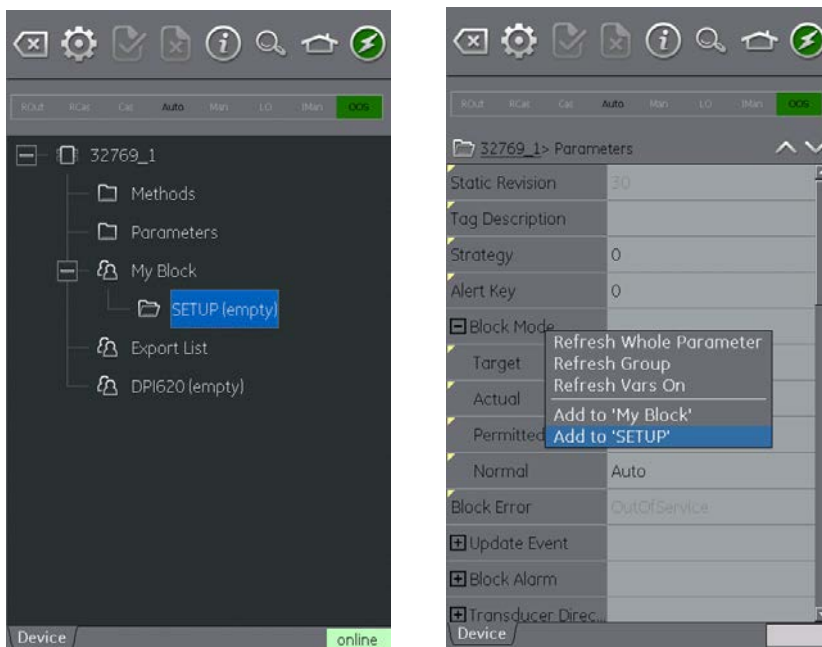 ROut RCas Cas Auto Man LO IMan OOS
32769_1
Methods
Parameters
My Block
SETUP (empty)
Export List
DPI620 (empty)
Device online
ROut RCas Cas Auto Man LO IMan OOS
32769_1> Parameters
Static Revision 30
Tag Description
Strategy 0
Alert Key 0
Block Mode
Refresh Whole Parameter
Target Refresh Group
Refresh Vars On
Actual
Add to 'My Block'
Permitted Add to 'SETUP'
Normal Auto
Block Error OutOfService
Update Event
Block Alarm
Transducer Direc...
Device